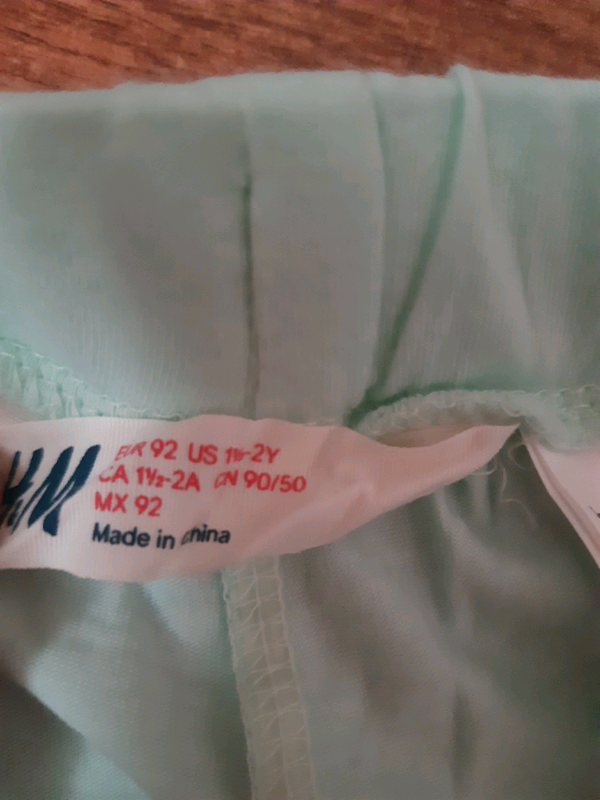 H&M
EUR 92 US 1½-2Y
CA 1½-2A CN 90/50
MX 92
Made in China